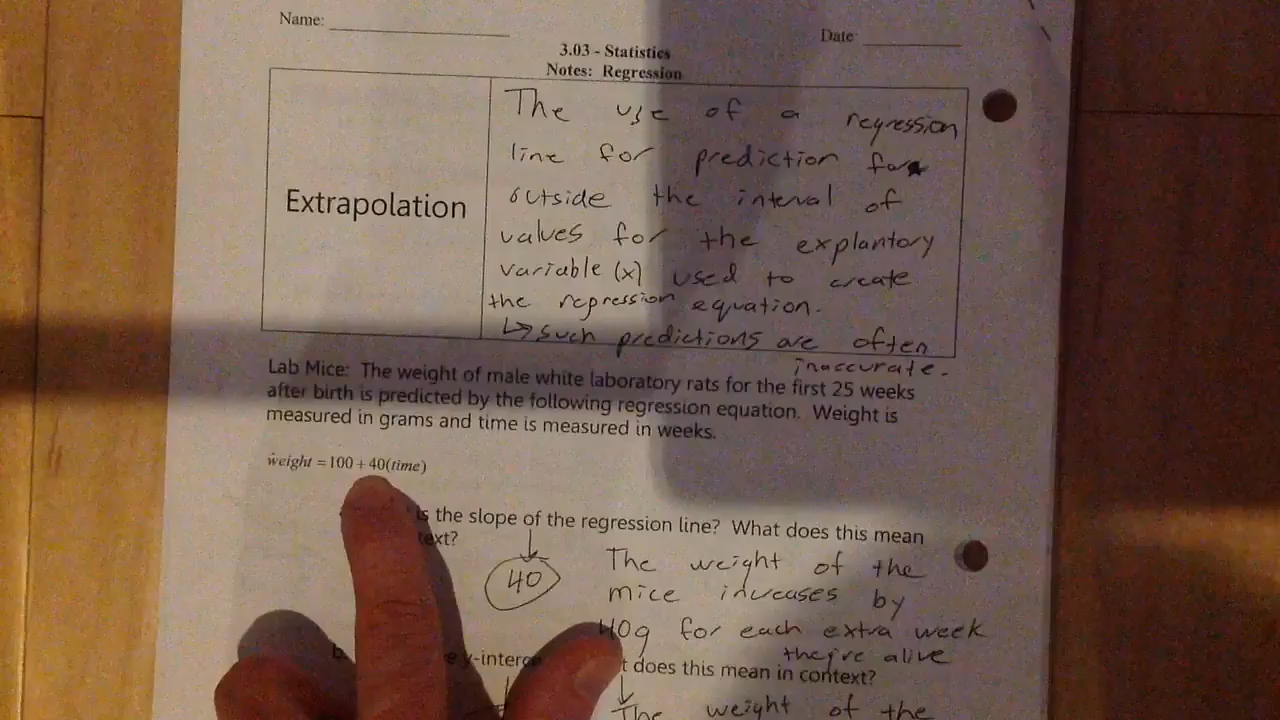 Name:
Date
3.03 - Statistics
Notes: Regression
Extrapolation
The use of a regression
line for prediction far
outside the interval of
values for the explantory
variable (x) used to create
the regression equation.
↳ such predictions are often
inaccurate.
Lab Mice: The weight of male white laboratory rats for the first 25 weeks
after birth is predicted by the following regression equation. Weight is
measured in grams and time is measured in weeks.
ŵeight = 100 + 40(time)
is the slope of the regression line? What does this mean
text?
40
The weight of the
mice increases by
40g for each extra week
they're alive
b.
y-interc
t does this mean in context?
The weight of the